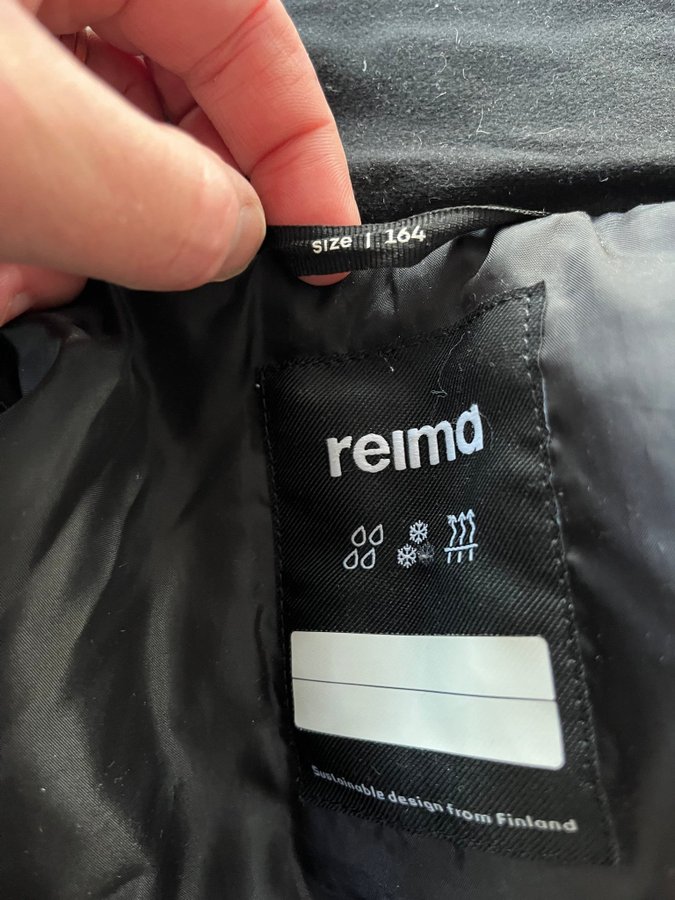 Size | 164
reima
Sustainable design from Finland